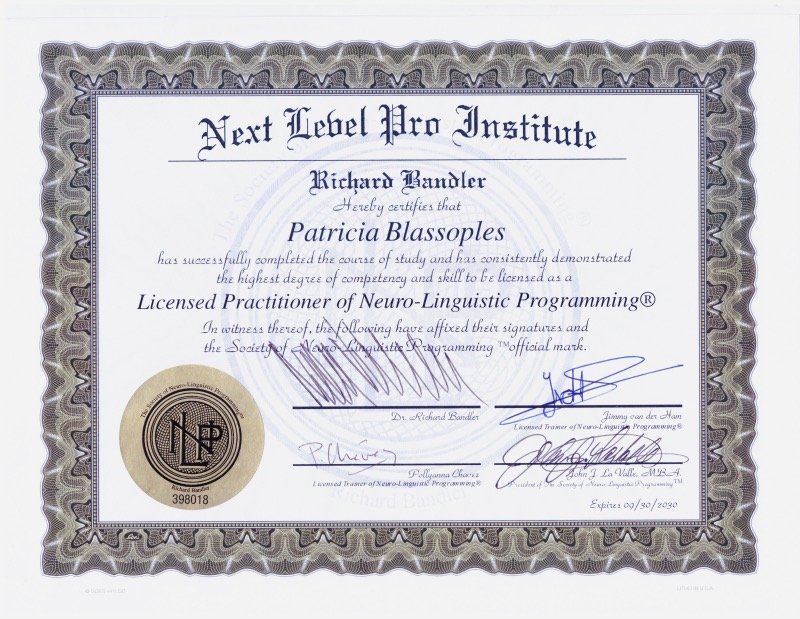 Next Level Pro Institute
Richard Bandler
Hereby certifies that
Patricia Blassoples
has successfully completed the course of study and has consistently demonstrated
the highest degree of competency and skill to be licensed as a
Licensed Practitioner of Neuro-Linguistic Programming®
In witness thereof, the following have affixed their signatures and
the Society of Neuro-Linguistic Programming ™official mark.
Dr. Richard Bandler
Jimmy van der Ham
Licensed Trainer of Neuro-Linguistic Programming®
P. Chávez
Pollyanna Chavez
Licensed Trainer of Neuro-Linguistic Programming®
John J. La Valle, M.B.A.
President of The Society of Neuro-Linguistic Programming™
Expires 09/30/2030
The Society of Neuro-Linguistic Programming
NLP
Richard Bandler
398018
Richard Bandler